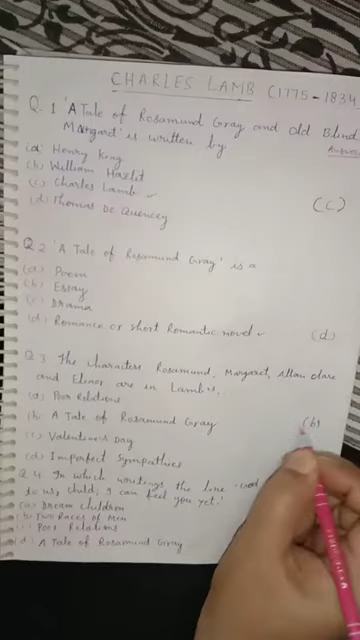 CHARLES LAMB (1775-1834
Q.1 'A Tale of Rosamund Gray and old Blind
Margaret' is written by
Answer
(a) Henry King
(b) William Hazlit
(c) Charles Lamb ✓
(c)
(d) Thomas De Quencey
Q.2 'A Tale of Rosamund Gray' is a
(a) Poem
(b) Essay
(c) Drama
(d) Romance or short Romantic novel ✓
(d)
Q.3 The characters Rosamund, Margaret, Allan clare
and Elinor are in Lamb's,
(a) Poor Relations
(b) A Tale of Rosamund Gray
(b)
(c) Valentine's Day
(d) Imperfect Sympathies
Q.4. In which writings the line
child; I can feel you yet!
(a) Dream children
(b) Two Races of Men
(c) Poor Relations
(d) A Tale of Rosamund Gray